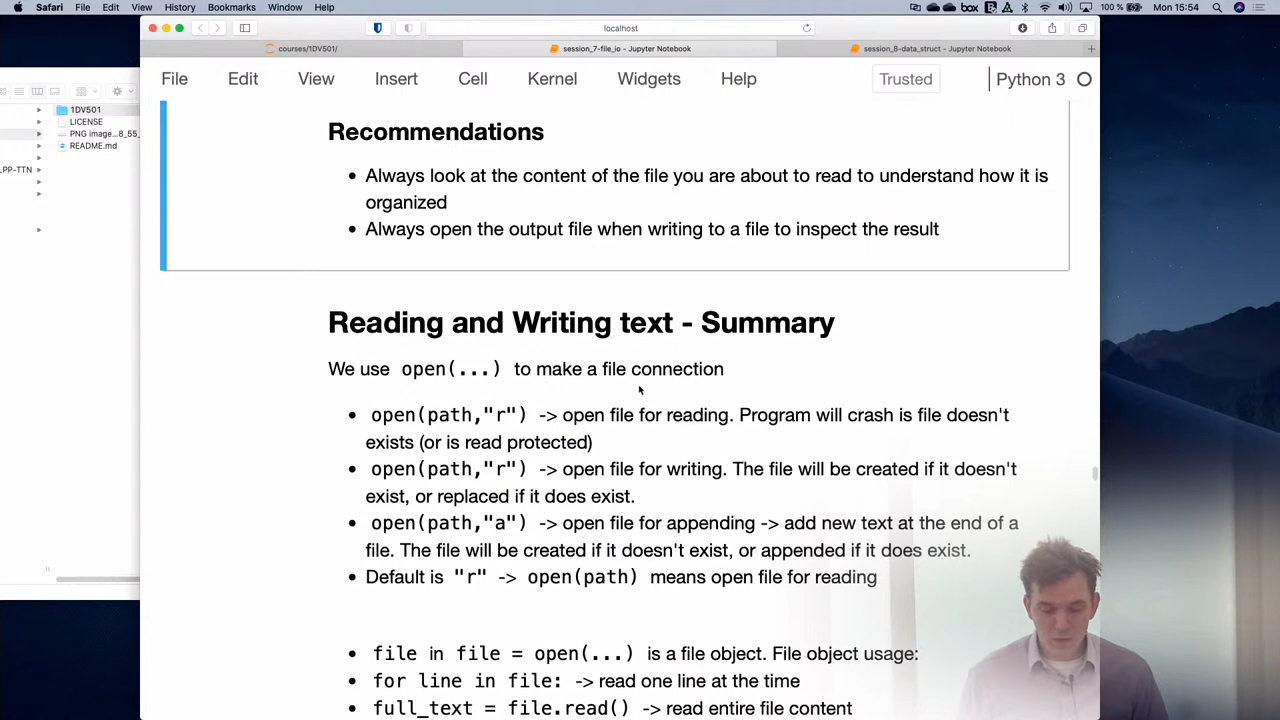 Safari File Edit View History Bookmarks Window Help box 100 % Mon 15:54
localhost
courses/1DV501/ session_7-file_io - Jupyter Notebook session_8-data_struct - Jupyter Notebook
File Edit View Insert Cell Kernel Widgets Help Trusted Python 3
1DV501
LICENSE
PNG image...8_55_
README.md
LPP-TTN
Recommendations
• Always look at the content of the file you are about to read to understand how it is
organized
• Always open the output file when writing to a file to inspect the result
Reading and Writing text - Summary
We use open(...) to make a file connection
• open(path,"r") -> open file for reading. Program will crash is file doesn't
exists (or is read protected)
• open(path,"r") -> open file for writing. The file will be created if it doesn't
exist, or replaced if it does exist.
• open(path,"a") -> open file for appending -> add new text at the end of a
file. The file will be created if it doesn't exist, or appended if it does exist.
• Default is "r" -> open(path) means open file for reading
• file in file = open(...) is a file object. File object usage:
• for line in file: -> read one line at the time
• full_text = file.read() -> read entire file content